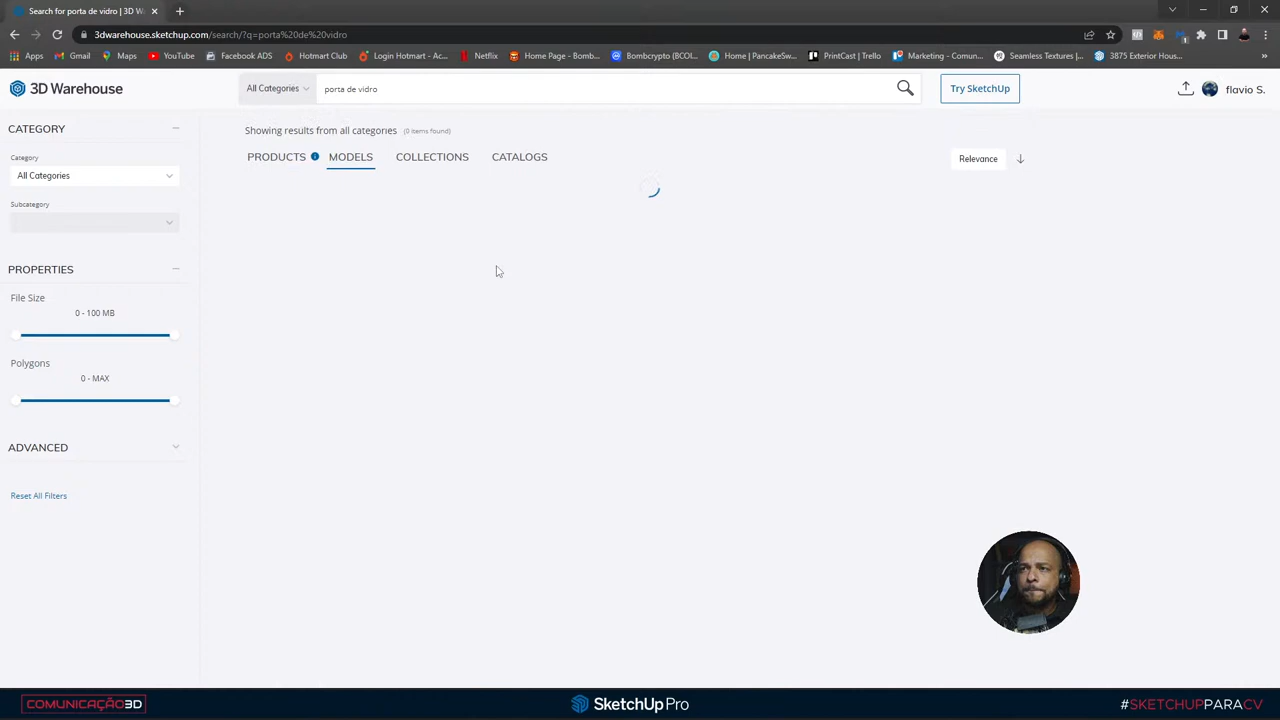 Search for porta de vidro | 3D W
3dwarehouse.sketchup.com/search/?q=porta%20de%20vidro
Apps
Gmail
Maps
YouTube
Facebook ADS
Hotmart Club
Login Hotmart - Ac...
Netflix
Home Page - Bomb...
Bombcrypto (BCOI...
Home | PancakeSw...
PrintCast | Trello
Marketing - Comun...
Seamless Textures |...
3875 Exterior Hous...
3D Warehouse
All Categories
porta de vidro
Try SketchUp
flavio S.
CATEGORY
Category
All Categories
Subcategory
PROPERTIES
File Size
0 - 100 MB
Polygons
0 - MAX
ADVANCED
Reset All Filters
Showing results from all categories (0 items found)
PRODUCTS
MODELS
COLLECTIONS
CATALOGS
Relevance
COMUNICAÇÃO3D
SketchUp Pro
#SKETCHUPPARACV